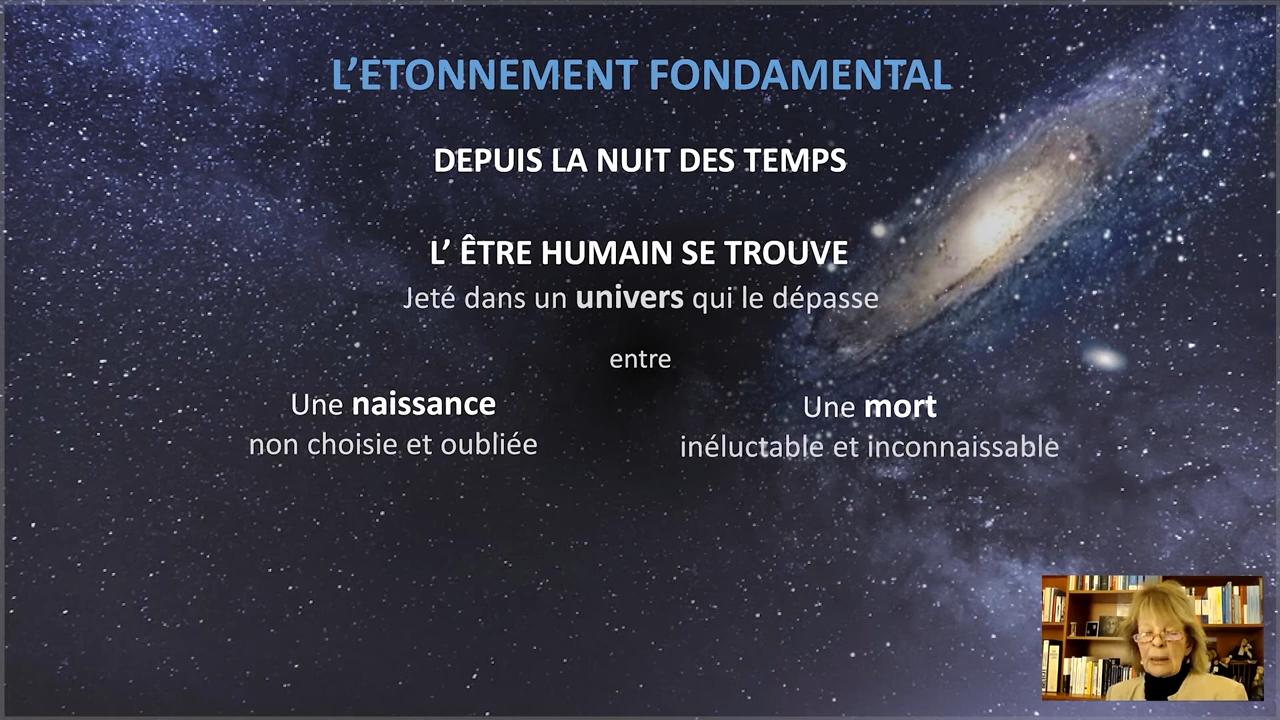 L’ETONNEMENT FONDAMENTAL
DEPUIS LA NUIT DES TEMPS
L’ ÊTRE HUMAIN SE TROUVE
Jeté dans un univers qui le dépasse
entre
Une naissance
non choisie et oubliée
Une mort
inéluctable et inconnaissable